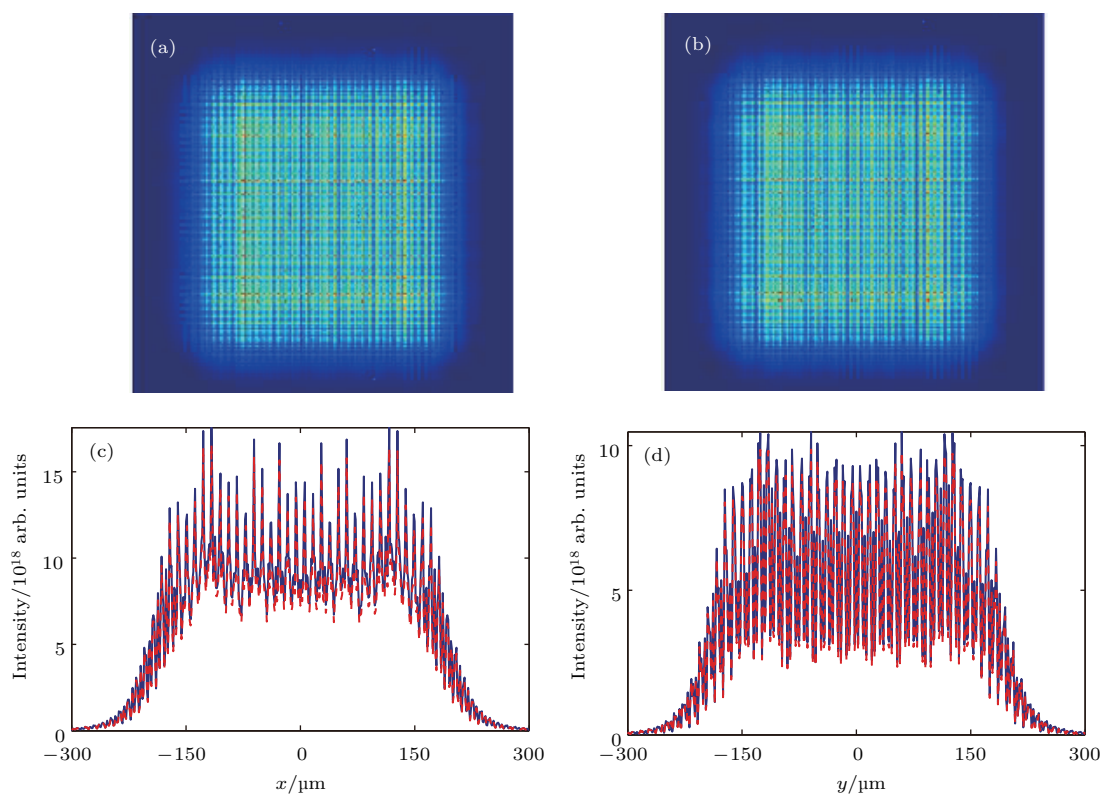 (a)
(b)
(c)
Intensity/10¹⁸ arb. units
15
10
5
0
−300
−150
0
150
300
x/µm
(d)
Intensity/10¹⁸ arb. units
10
5
0
−300
−150
0
150
300
y/µm